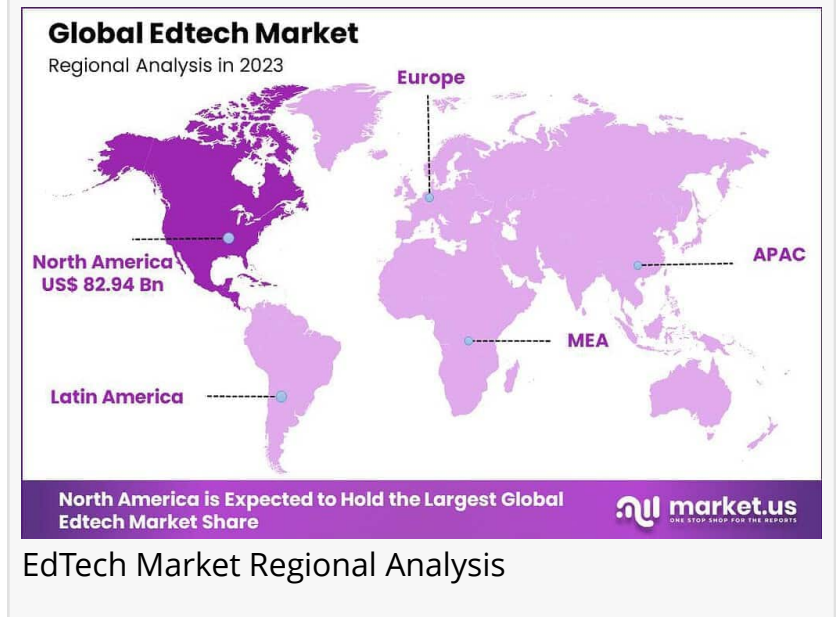 Global Edtech Market
Regional Analysis in 2023
Europe
North America
US$ 82.94 Bn
APAC
MEA
Latin America
North America is Expected to Hold the Largest Global
Edtech Market Share
market.us
ONE STOP SHOP FOR THE REPORTS
EdTech Market Regional Analysis